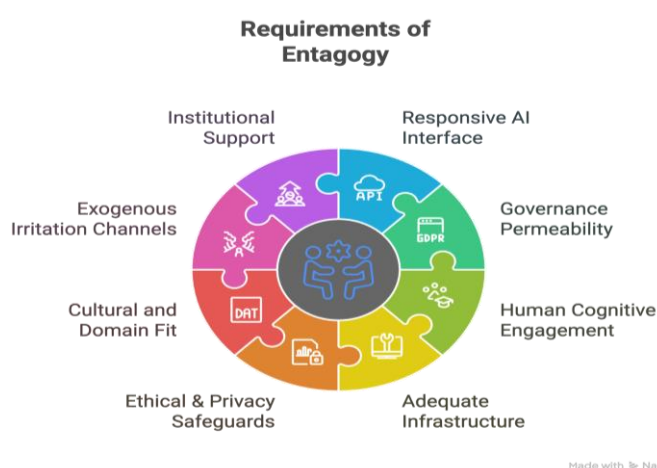 Requirements of
Entagogy
Institutional
Support
Responsive AI
Interface
Exogenous
Irritation Channels
Governance
Permeability
Cultural and
Domain Fit
Human Cognitive
Engagement
Ethical & Privacy
Safeguards
Adequate
Infrastructure
API
GDPR
A
DAT
Made with Na